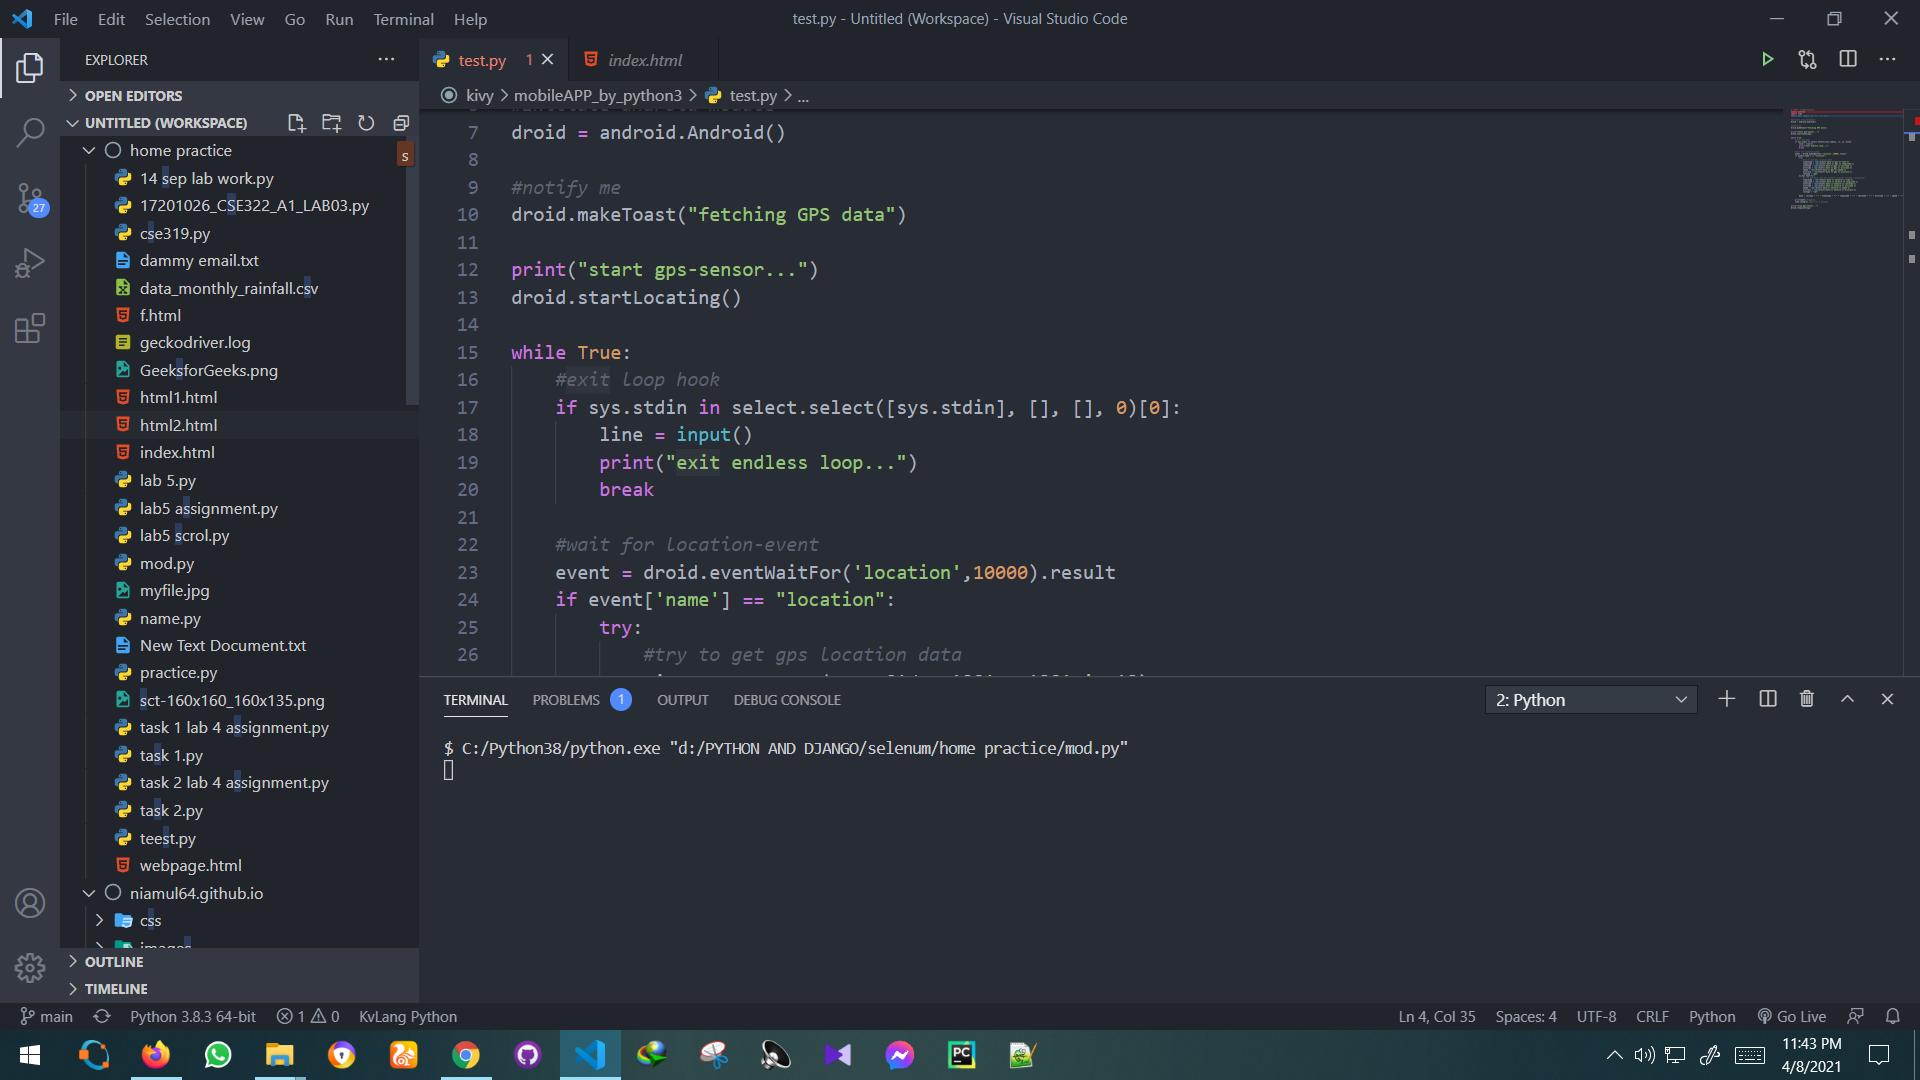 File Edit Selection View Go Run Terminal Help
test.py - Untitled (Workspace) - Visual Studio Code
EXPLORER
OPEN EDITORS
UNTITLED (WORKSPACE)
home practice
s
14 sep lab work.py
17201026_CSE322_A1_LAB03.py
cse319.py
dammy email.txt
data_monthly_rainfall.csv
f.html
geckodriver.log
GeeksforGeeks.png
html1.html
html2.html
index.html
lab 5.py
lab5 assignment.py
lab5 scrol.py
mod.py
myfile.jpg
name.py
New Text Document.txt
practice.py
sct-160x160_160x135.png
task 1 lab 4 assignment.py
task 1.py
task 2 lab 4 assignment.py
task 2.py
teest.py
webpage.html
niamul64.github.io
css
images
OUTLINE
TIMELINE
27
test.py 1
index.html
kivy > mobileAPP_by_python3 > test.py > ...
7 droid = android.Android()
8
9 #notify me
10 droid.makeToast("fetching GPS data")
11
12 print("start gps-sensor...")
13 droid.startLocating()
14
15 while True:
16 #exit loop hook
17 if sys.stdin in select.select([sys.stdin], [], [], 0)[0]:
18 line = input()
19 print("exit endless loop...")
20 break
21
22 #wait for location-event
23 event = droid.eventWaitFor('location',10000).result
24 if event['name'] == "location":
25 try:
26 #try to get gps location data
TERMINAL PROBLEMS 1 OUTPUT DEBUG CONSOLE
2: Python
$ C:/Python38/python.exe "d:/PYTHON AND DJANGO/selenum/home practice/mod.py"
main Python 3.8.3 64-bit 1 0 KvLang Python
Ln 4, Col 35 Spaces: 4 UTF-8 CRLF Python Go Live
PC
11:43 PM
4/8/2021